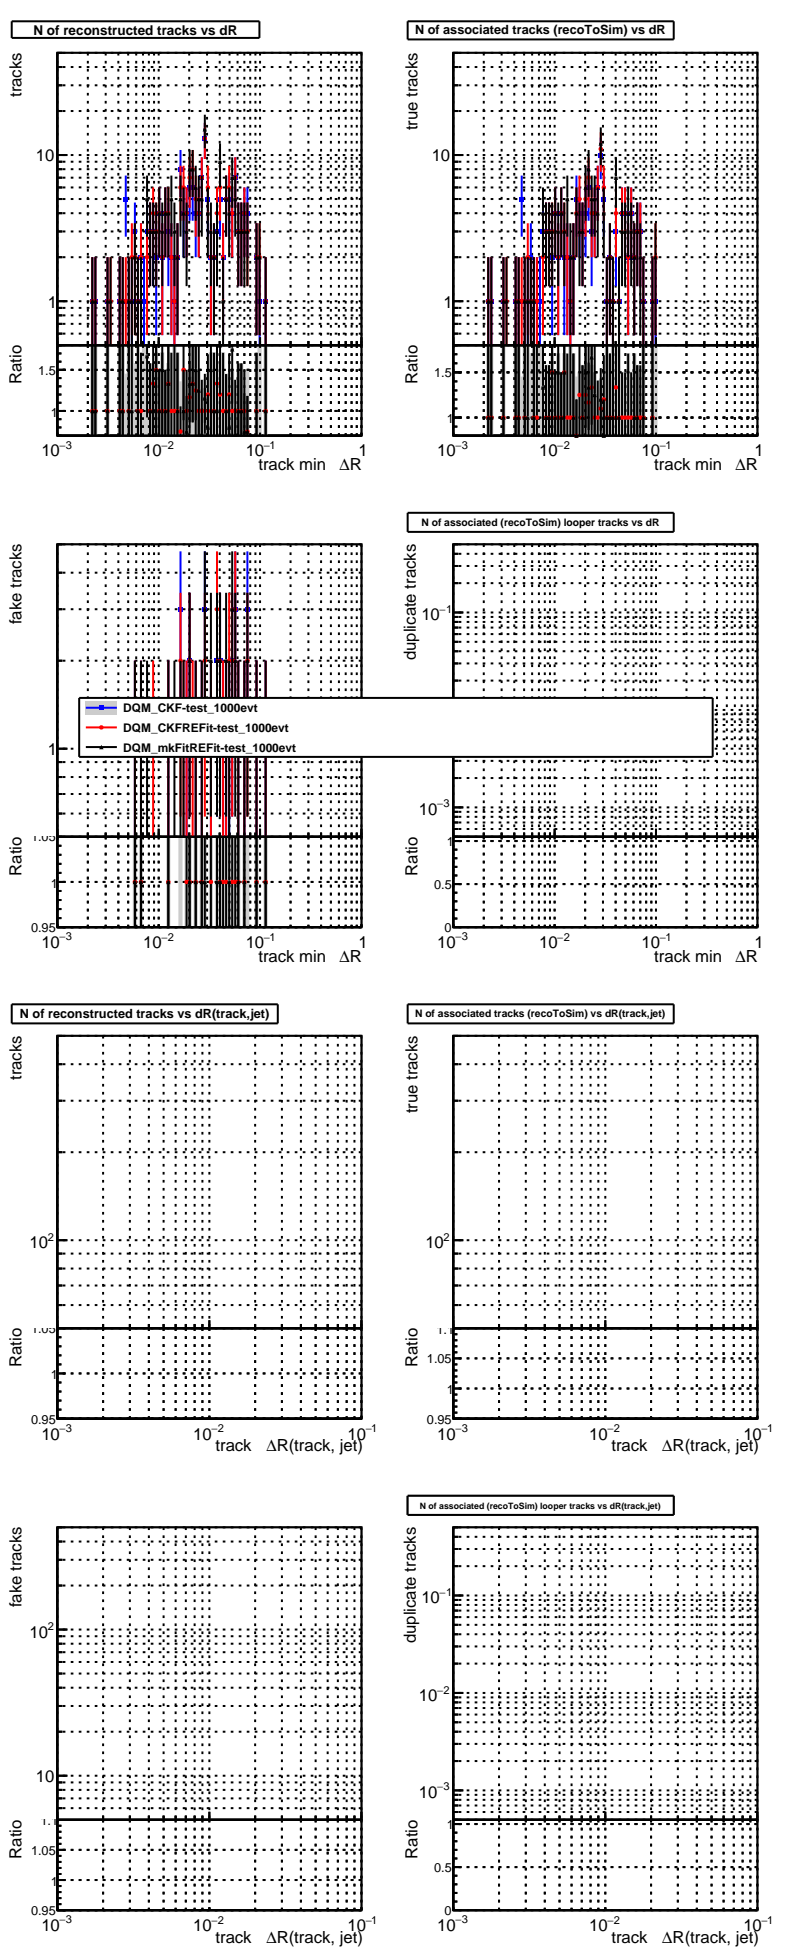 N of reconstructed tracks vs dR
tracks
10
1
Ratio
1.5
1
10−3
10−2
10−1
1
track min ΔR
N of associated tracks (recoToSim) vs dR
true tracks
10
1
Ratio
1.5
1
10−3
10−2
10−1
1
track min ΔR
fake tracks
1
Ratio
1.05
1
0.95
10−3
10−2
10−1
1
track min ΔR
N of associated (recoToSim) looper tracks vs dR
duplicate tracks
10−1
10−3
Ratio
1
0.5
0
10−3
10−2
10−1
1
track min ΔR
DQM_CKF-test_1000evt
DQM_CKFREFit-test_1000evt
DQM_mkFitREFit-test_1000evt
N of reconstructed tracks vs dR(track,jet)
tracks
102
Ratio
1.05
1
0.95
10−3
10−2
10−1
track ΔR(track, jet)
N of associated tracks (recoToSim) vs dR(track,jet)
true tracks
102
Ratio
1.1
1.05
1
0.95
10−3
10−2
10−1
track ΔR(track, jet)
fake tracks
102
10
Ratio
1.1
1.05
1
0.95
10−3
10−2
10−1
track ΔR(track, jet)
N of associated (recoToSim) looper tracks vs dR(track,jet)
duplicate tracks
10−1
10−2
10−3
Ratio
1
0.5
0
10−3
10−2
10−1
track ΔR(track, jet)